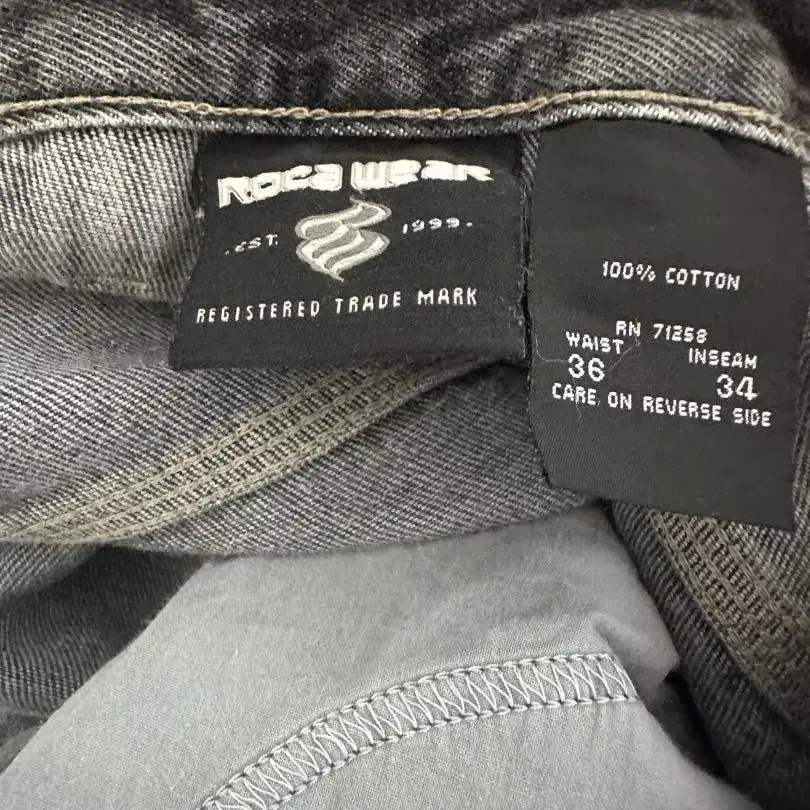 Roca wear
.EST. 1999.
REGISTERED TRADE MARK
100% COTTON
RN 71258
WAIST INSEAM
36 34
CARE ON REVERSE SIDE